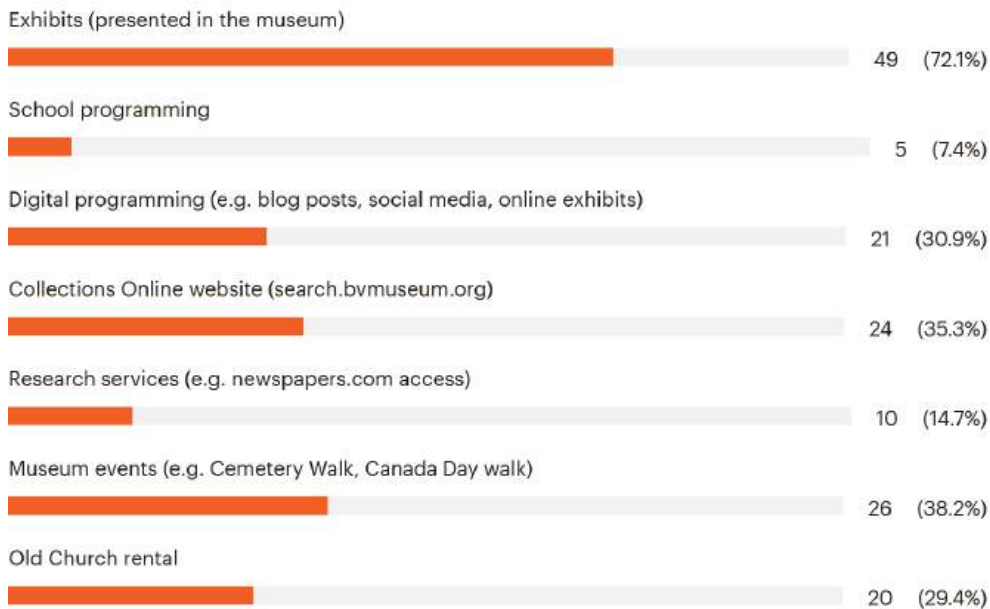 Exhibits (presented in the museum)
49 (72.1%)
School programming
5 (7.4%)
Digital programming (e.g. blog posts, social media, online exhibits)
21 (30.9%)
Collections Online website (search.bvmuseum.org)
24 (35.3%)
Research services (e.g. newspapers.com access)
10 (14.7%)
Museum events (e.g. Cemetery Walk, Canada Day walk)
26 (38.2%)
Old Church rental
20 (29.4%)